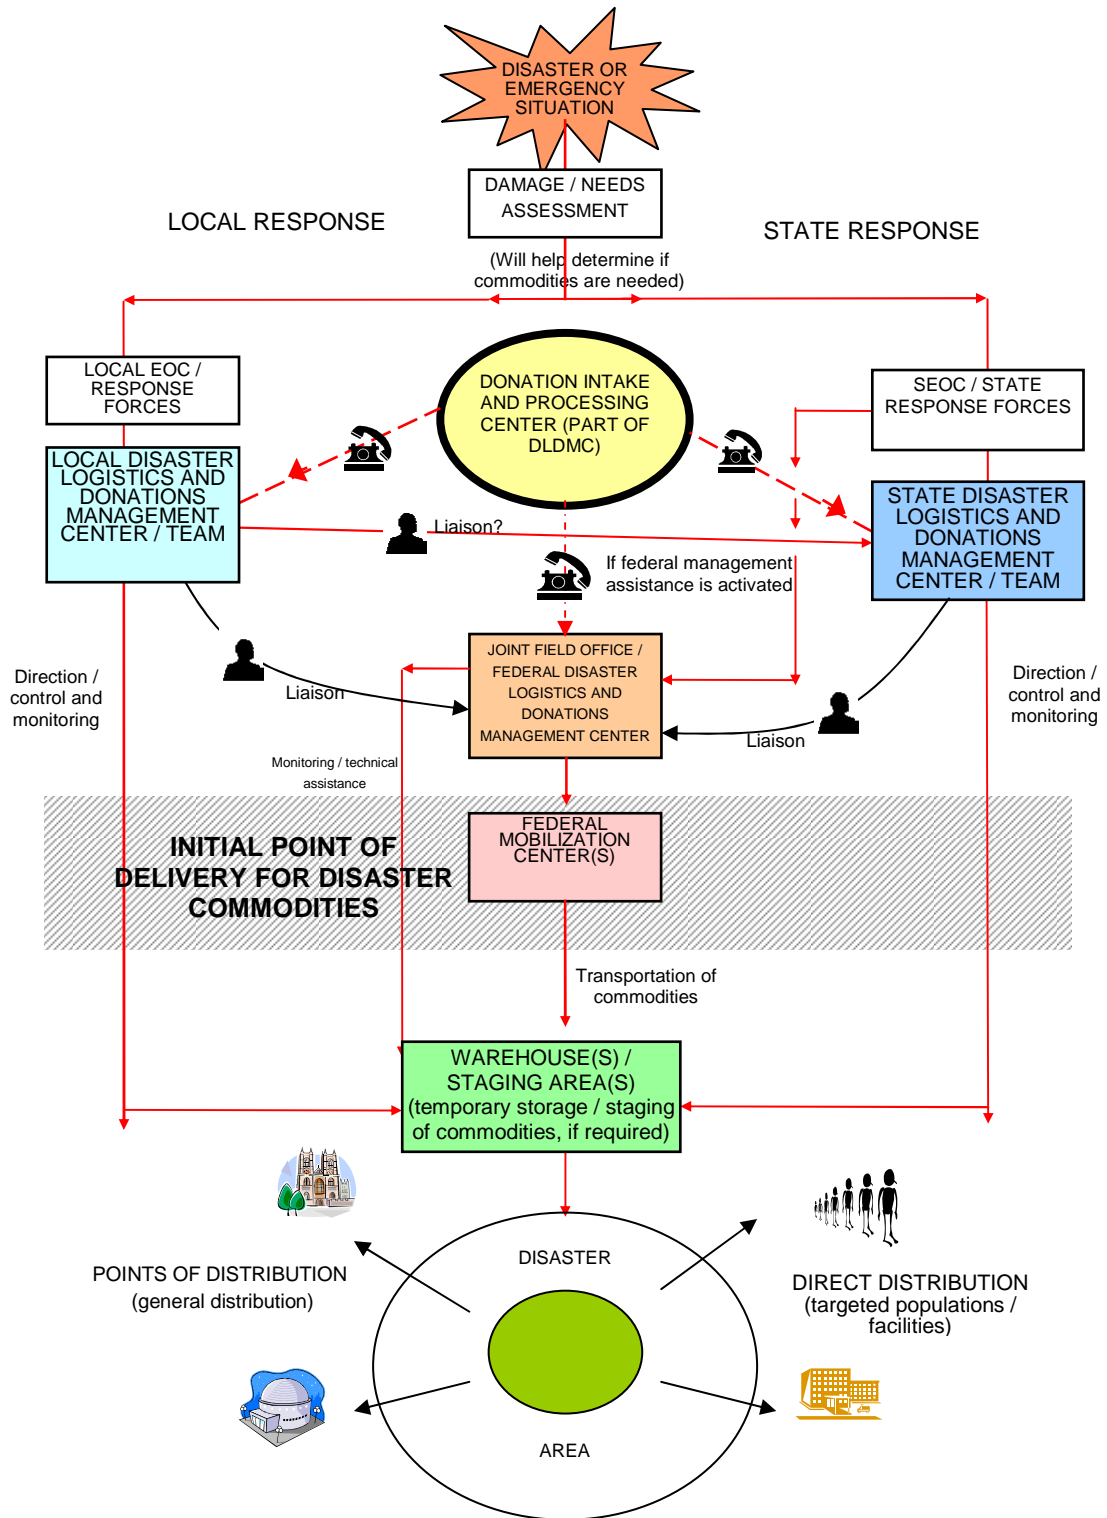 DISASTER OR
EMERGENCY
SITUATION
DAMAGE / NEEDS
ASSESSMENT
LOCAL RESPONSE
STATE RESPONSE
(Will help determine if
commodities are needed)
LOCAL EOC /
RESPONSE
FORCES
DONATION INTAKE
AND PROCESSING
CENTER (PART OF
DLDMC)
SEOC / STATE
RESPONSE FORCES
LOCAL DISASTER
LOGISTICS AND
DONATIONS
MANAGEMENT
CENTER / TEAM
STATE DISASTER
LOGISTICS AND
DONATIONS
MANAGEMENT
CENTER / TEAM
Liaison?
If federal management
assistance is activated
JOINT FIELD OFFICE /
FEDERAL DISASTER
LOGISTICS AND
DONATIONS
MANAGEMENT CENTER
Direction /
control and
monitoring
Liaison
Liaison
Direction /
control and
monitoring
Monitoring / technical
assistance
INITIAL POINT OF
DELIVERY FOR DISASTER
COMMODITIES
FEDERAL
MOBILIZATION
CENTER(S)
Transportation of
commodities
WAREHOUSE(S) /
STAGING AREA(S)
(temporary storage / staging
of commodities, if required)
DISASTER
AREA
POINTS OF DISTRIBUTION
(general distribution)
DIRECT DISTRIBUTION
(targeted populations /
facilities)